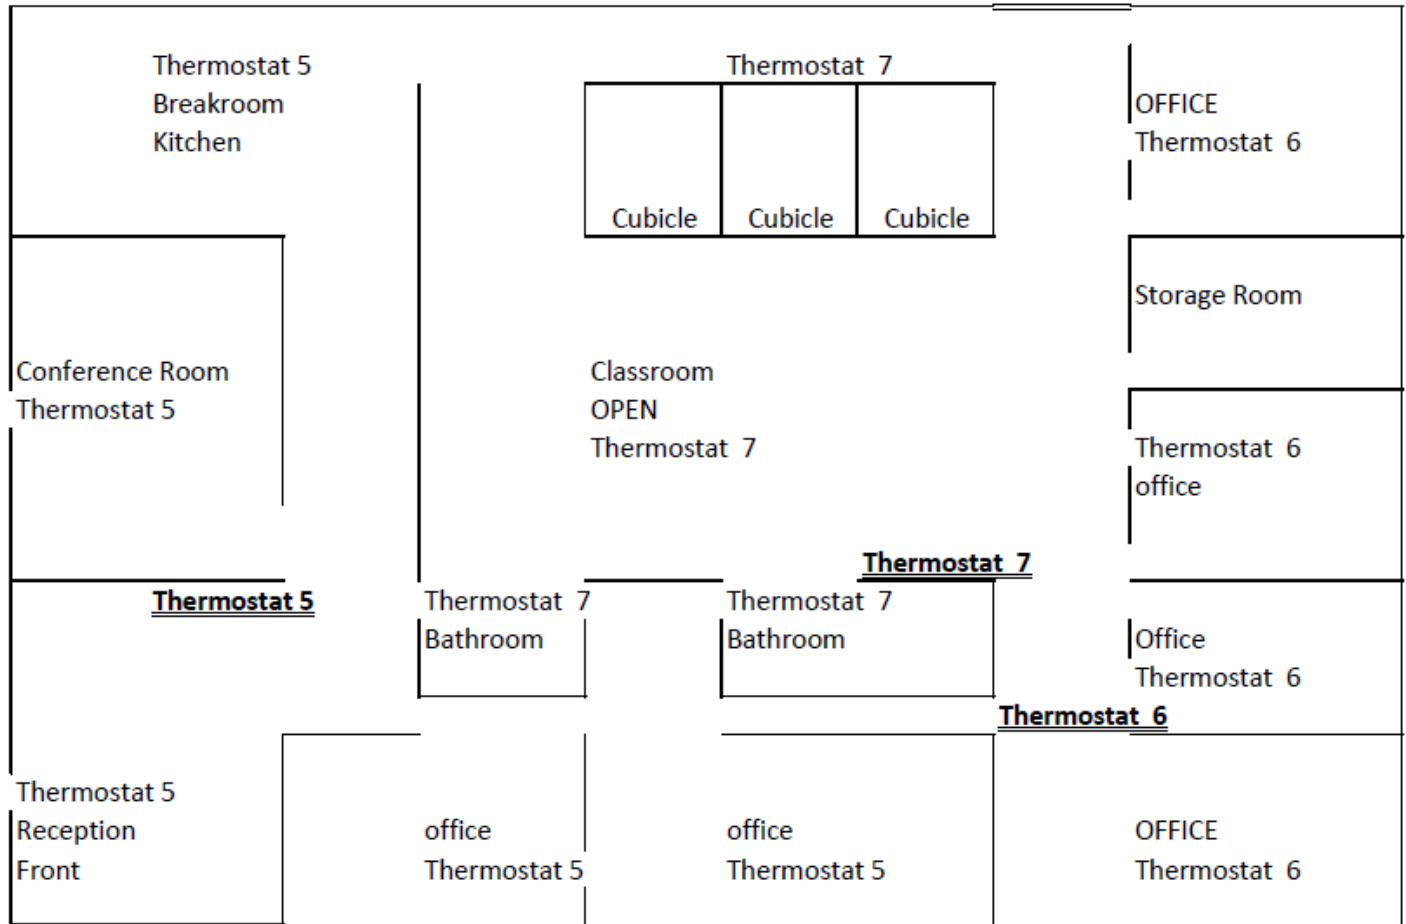 Thermostat 5
Breakroom
Kitchen
Thermostat  7
Cubicle
Cubicle
Cubicle
OFFICE
Thermostat  6
Storage Room
Conference Room
Thermostat 5
Classroom
OPEN
Thermostat  7
Thermostat  6
office
Thermostat  7
Thermostat 5
Thermostat  7
Bathroom
Thermostat  7
Bathroom
Office
Thermostat  6
Thermostat  6
Thermostat 5
Reception
Front
office
Thermostat 5
office
Thermostat 5
OFFICE
Thermostat  6